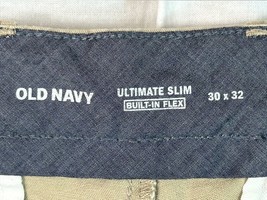 OLD NAVY
ULTIMATE SLIM
BUILT-IN FLEX
30 x 32